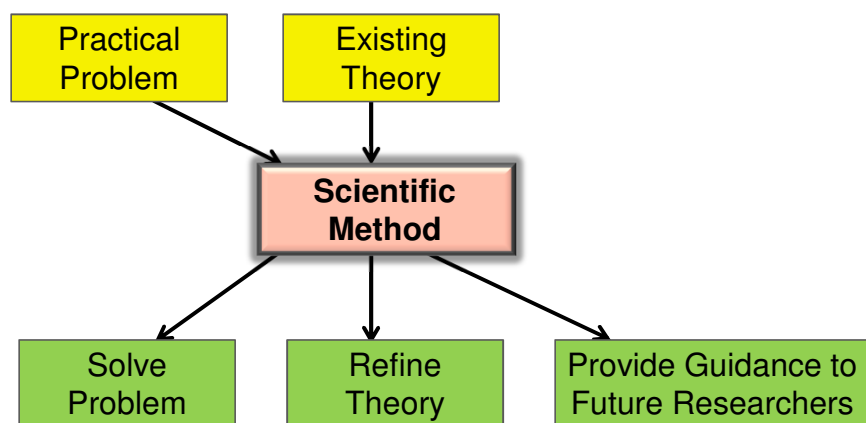 Practical
Problem
Existing
Theory
Scientific
Method
Solve
Problem
Refine
Theory
Provide Guidance to
Future Researchers